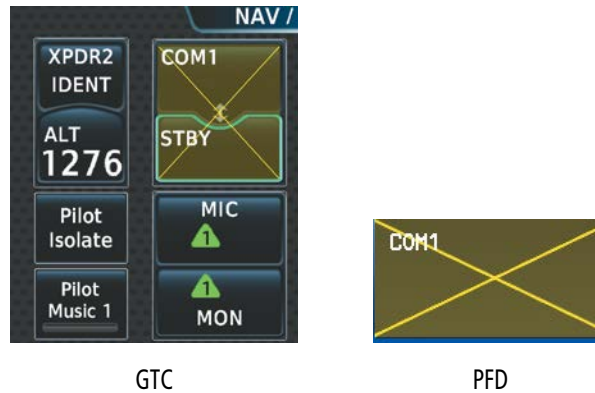 NAV /
XPDR2
IDENT
COM1
ALT
1276
STBY
Pilot
Isolate
MIC
1
Pilot
Music 1
1
MON
COM1
GTC
PFD